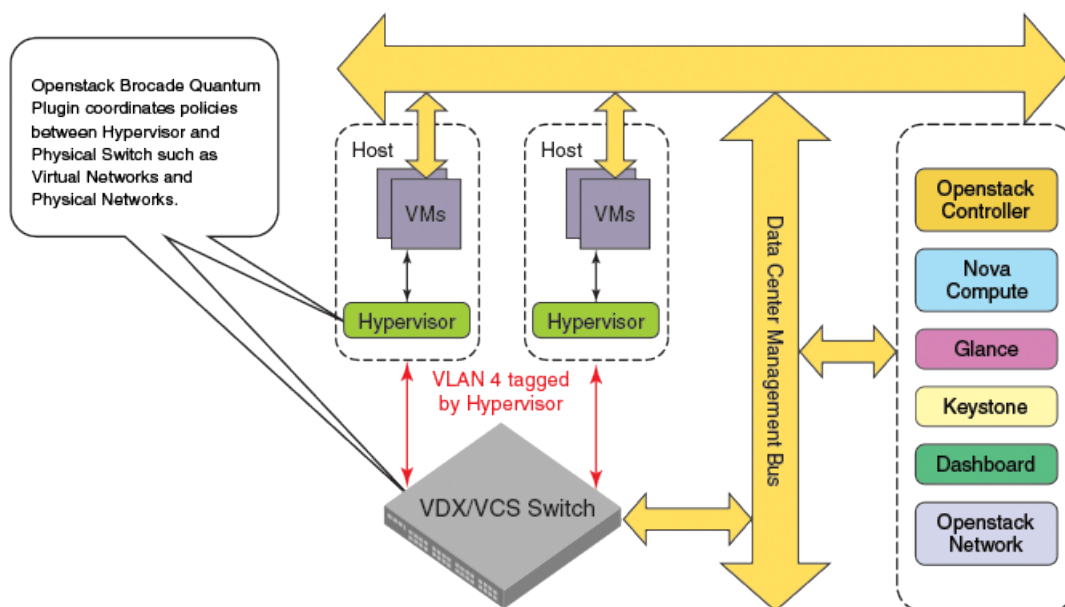 Openstack Brocade Quantum
Plugin coordinates policies
between Hypervisor and
Physical Switch such as
Virtual Networks and
Physical Networks.
Host
VMs
Hypervisor
Host
VMs
Hypervisor
VLAN 4 tagged
by Hypervisor
VDX/VCS Switch
Data Center Management Bus
Openstack
Controller
Nova
Compute
Glance
Keystone
Dashboard
Openstack
Network